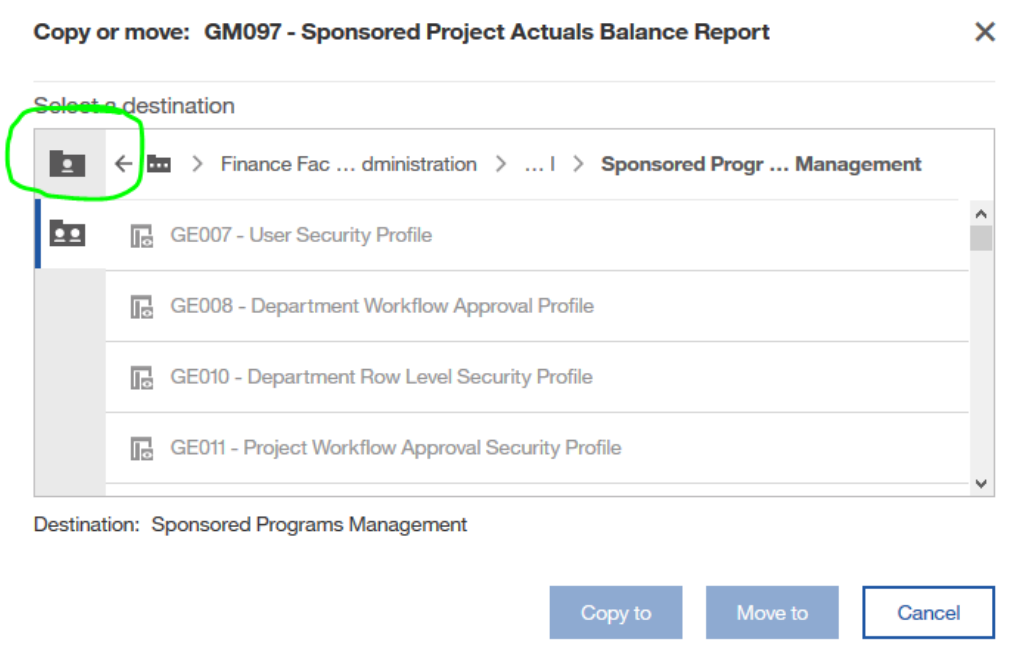 Copy or move: GM097 - Sponsored Project Actuals Balance Report
Select a destination
Finance Fac ... dministration > ... l > Sponsored Progr ... Management
GE007 - User Security Profile
GE008 - Department Workflow Approval Profile
GE010 - Department Row Level Security Profile
GE011 - Project Workflow Approval Security Profile
Destination: Sponsored Programs Management
Copy to Move to Cancel